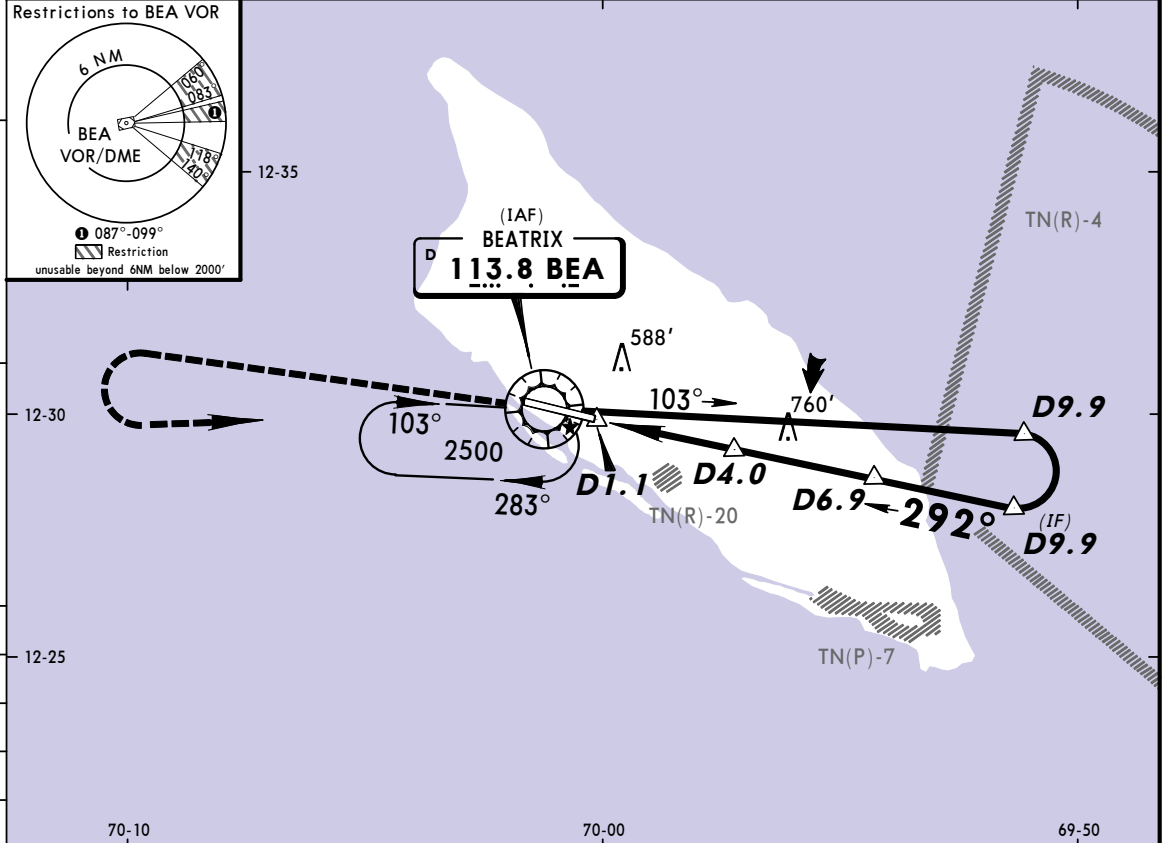 Restrictions to BEA VOR
6 NM
060°
083°
1
BEA
VOR/DME
118°
140°
1 087°-099°
Restriction
unusable beyond 6NM below 2000'
12-35
TN(R)-4
(IAF)
BEATRIX
D 113.8 BEA
588'
103°
760'
D9.9
12-30
103°
2500
283°
D1.1
D4.0
D6.9
292°
(IF)
D9.9
TN(R)-20
12-25
TN(P)-7
70-10
70-00
69-50